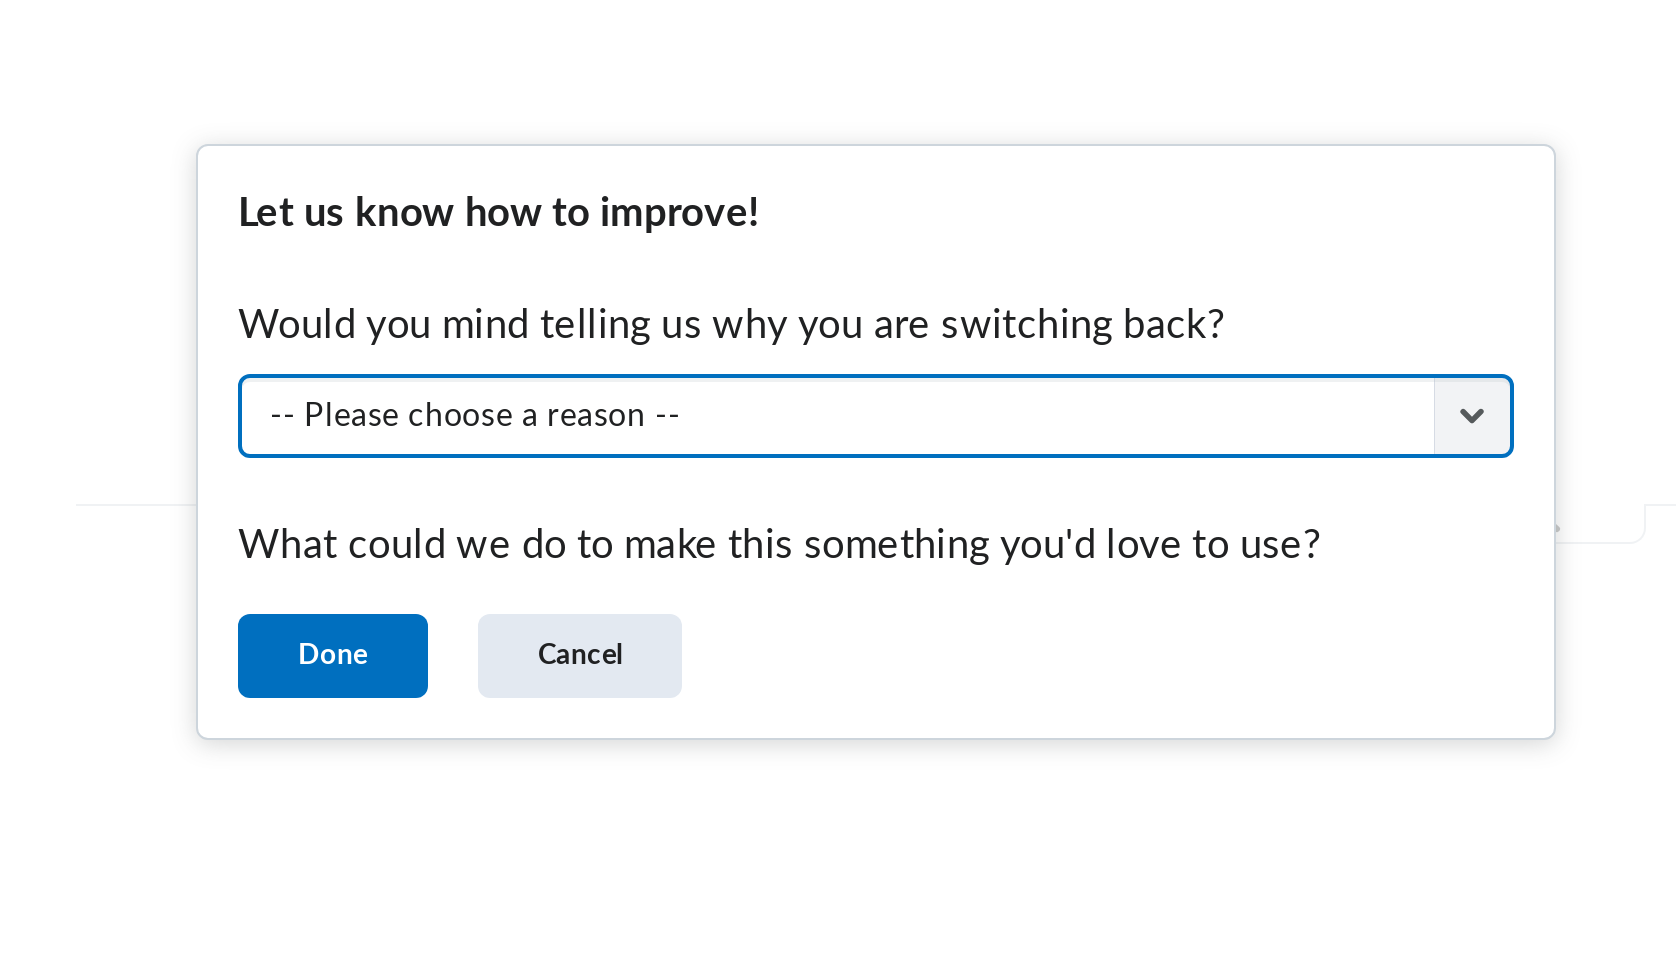 Let us know how to improve!
Would you mind telling us why you are switching back?
-- Please choose a reason --
What could we do to make this something you'd love to use?
Done
Cancel